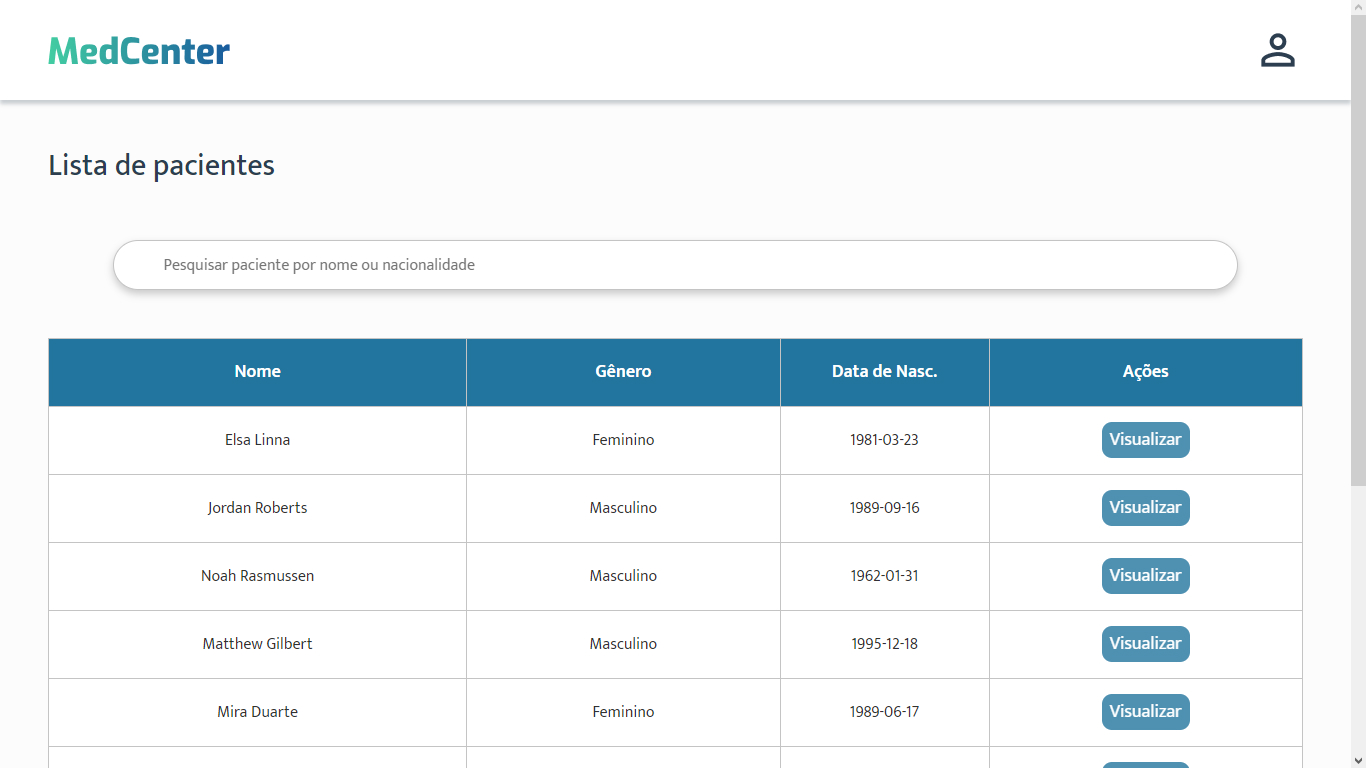 MedCenter
Lista de pacientes
Pesquisar paciente por nome ou nacionalidade
Nome Gênero Data de Nasc. Ações
Elsa Linna Feminino 1981-03-23 Visualizar
Jordan Roberts Masculino 1989-09-16 Visualizar
Noah Rasmussen Masculino 1962-01-31 Visualizar
Matthew Gilbert Masculino 1995-12-18 Visualizar
Mira Duarte Feminino 1989-06-17 Visualizar